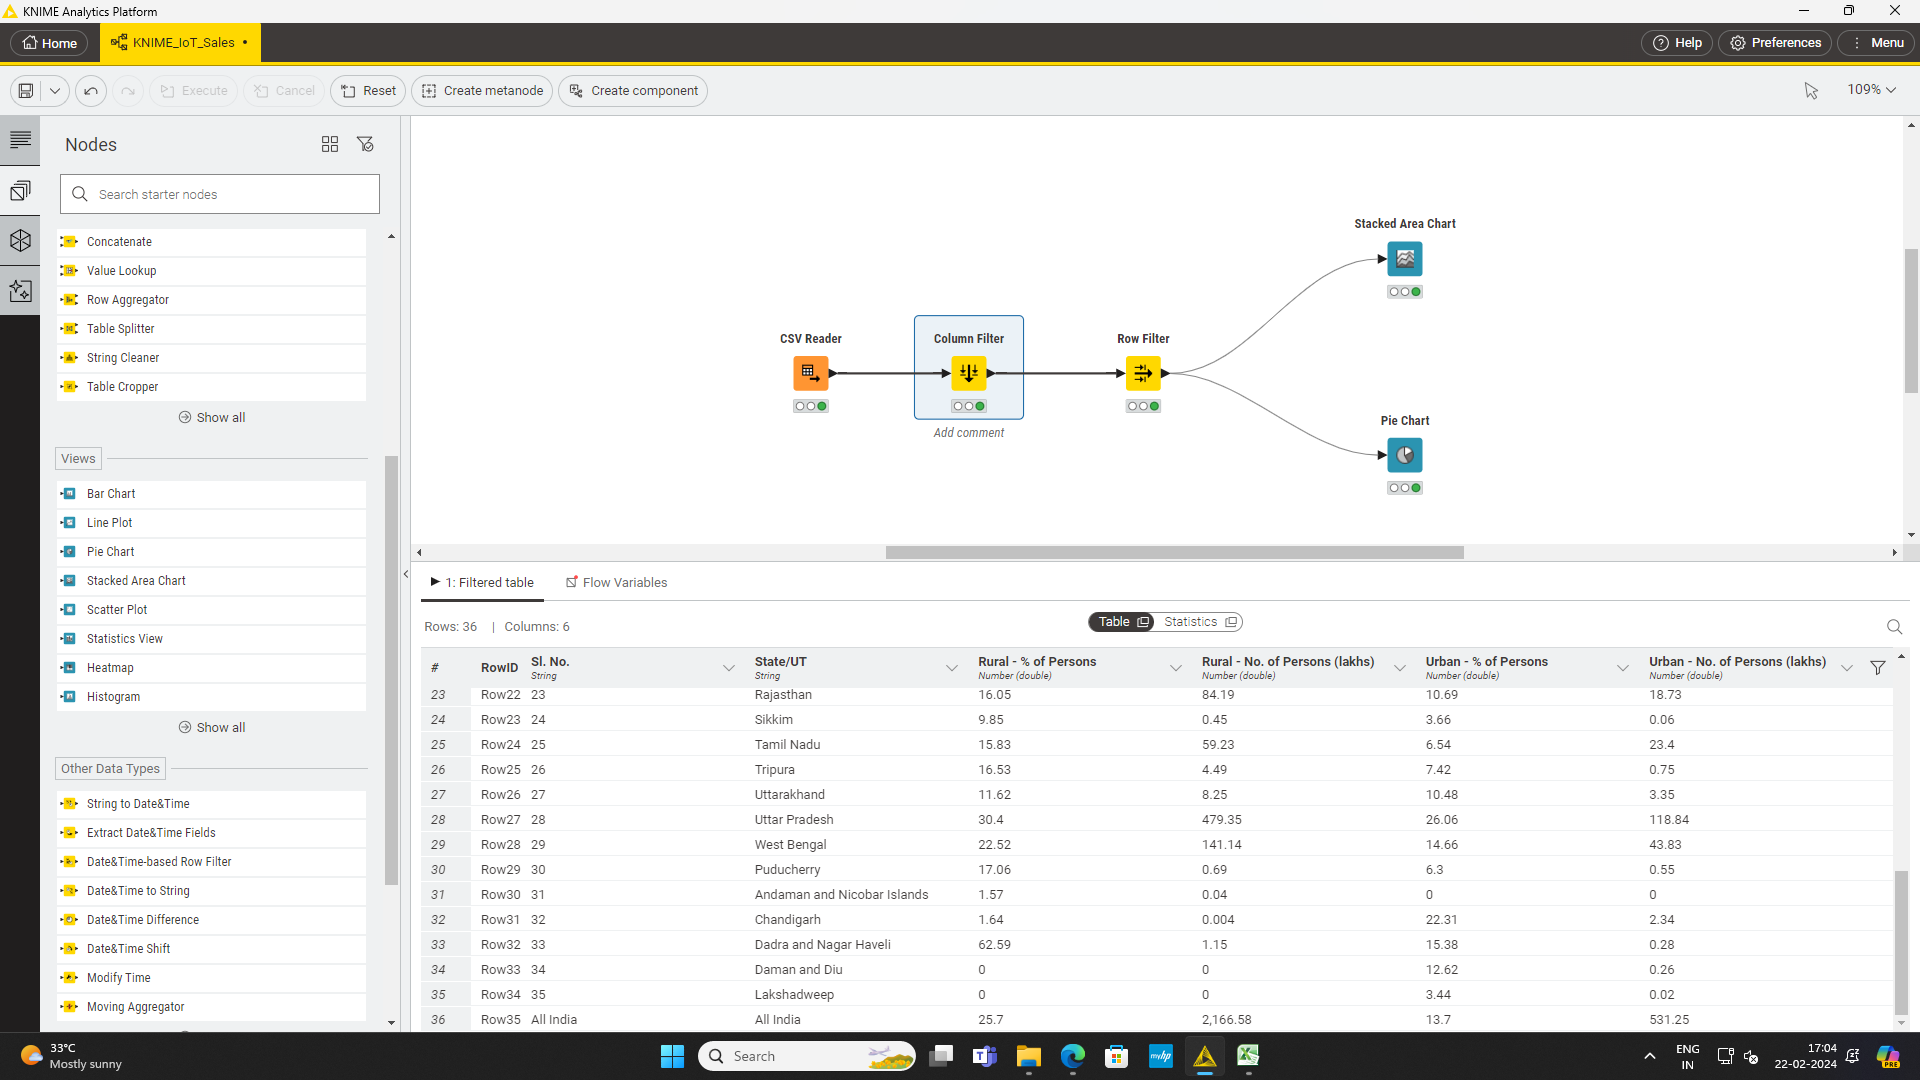 KNIME Analytics Platform
Home
KNIME_IoT_Sales
Help
Preferences
Menu
Execute
Cancel
Reset
Create metanode
Create component
109%
Nodes
Search starter nodes
Concatenate
Value Lookup
Row Aggregator
Table Splitter
String Cleaner
Table Cropper
Show all
Views
Bar Chart
Line Plot
Pie Chart
Stacked Area Chart
Scatter Plot
Statistics View
Heatmap
Histogram
Show all
Other Data Types
String to Date&Time
Extract Date&Time Fields
Date&Time-based Row Filter
Date&Time to String
Date&Time Difference
Date&Time Shift
Modify Time
Moving Aggregator
CSV Reader
Column Filter
Add comment
Row Filter
Stacked Area Chart
Pie Chart
1: Filtered table Flow Variables
Rows: 36 | Columns: 6
Table Statistics
# RowID Sl. No. State/UT Rural - % of Persons Rural - No. of Persons (lakhs) Urban - % of Persons Urban - No. of Persons (lakhs)
String String Number (double) Number (double) Number (double) Number (double)
23 Row22 23 Rajasthan 16.05 84.19 10.69 18.73
24 Row23 24 Sikkim 9.85 0.45 3.66 0.06
25 Row24 25 Tamil Nadu 15.83 59.23 6.54 23.4
26 Row25 26 Tripura 16.53 4.49 7.42 0.75
27 Row26 27 Uttarakhand 11.62 8.25 10.48 3.35
28 Row27 28 Uttar Pradesh 30.4 479.35 26.06 118.84
29 Row28 29 West Bengal 22.52 141.14 14.66 43.83
30 Row29 30 Puducherry 17.06 0.69 6.3 0.55
31 Row30 31 Andaman and Nicobar Islands 1.57 0.04 0 0
32 Row31 32 Chandigarh 1.64 0.004 22.31 2.34
33 Row32 33 Dadra and Nagar Haveli 62.59 1.15 15.38 0.28
34 Row33 34 Daman and Diu 0 0 12.62 0.26
35 Row34 35 Lakshadweep 0 0 3.44 0.02
36 Row35 All India All India 25.7 2,166.58 13.7 531.25
33°C
Mostly sunny
Search
myhp
ENG
IN
17:04
22-02-2024
PRE